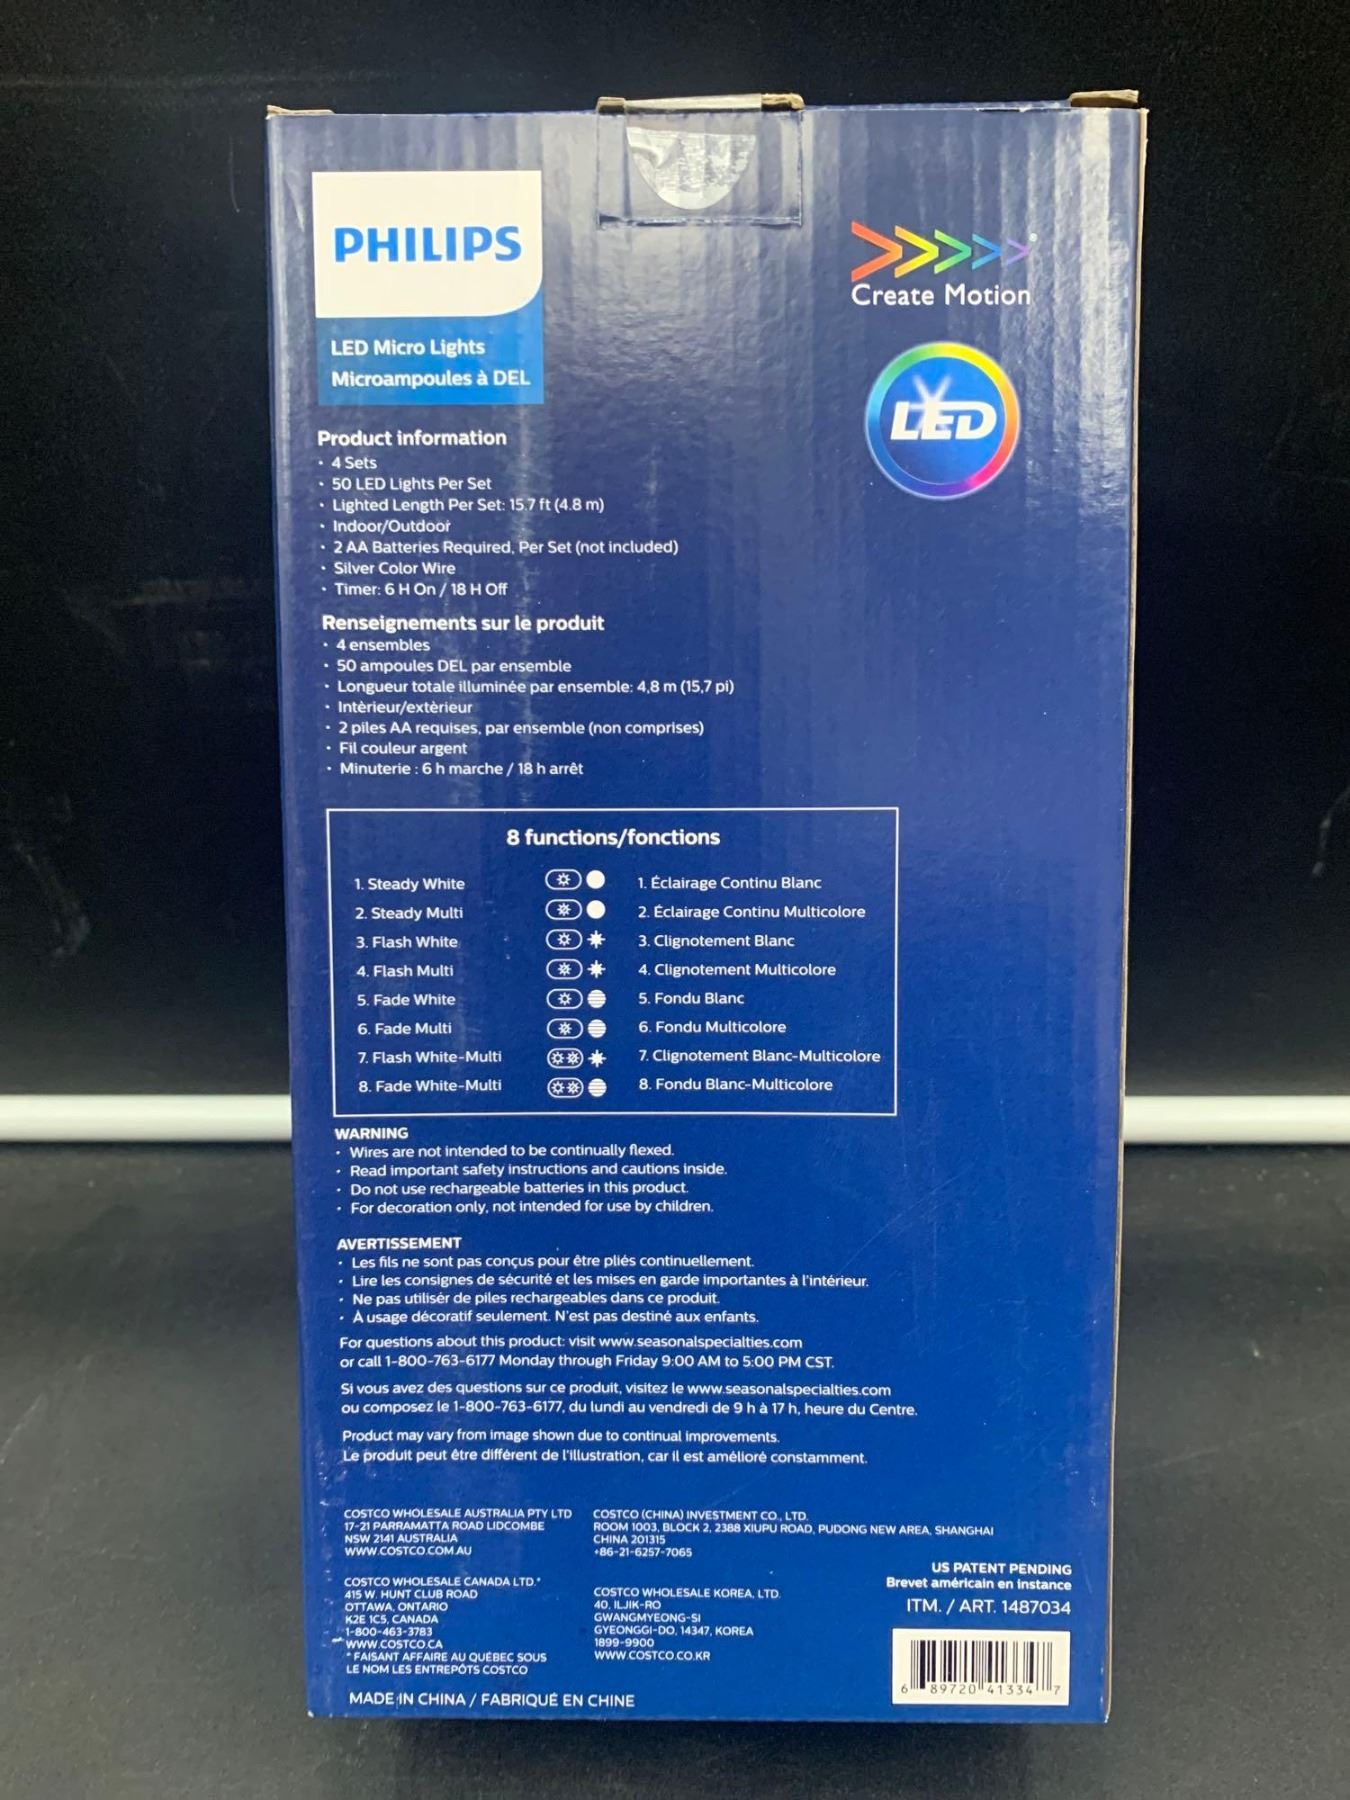 PHILIPS
LED Micro Lights
Microampoules à DEL
Create Motion
LED
Product information
• 4 Sets
• 50 LED Lights Per Set
• Lighted Length Per Set: 15.7 ft (4.8 m)
• Indoor/Outdoor
• 2 AA Batteries Required, Per Set (not included)
• Silver Color Wire
• Timer: 6 H On / 18 H Off
Renseignements sur le produit
• 4 ensembles
• 50 ampoules DEL par ensemble
• Longueur totale illuminée par ensemble: 4,8 m (15,7 pi)
• Intèrieur/extèrieur
• 2 piles AA requises, par ensemble (non comprises)
• Fil couleur argent
• Minuterie : 6 h marche / 18 h arrêt
8 functions/fonctions
1. Steady White 1. Éclairage Continu Blanc
2. Steady Multi 2. Éclairage Continu Multicolore
3. Flash White 3. Clignotement Blanc
4. Flash Multi 4. Clignotement Multicolore
5. Fade White 5. Fondu Blanc
6. Fade Multi 6. Fondu Multicolore
7. Flash White-Multi 7. Clignotement Blanc-Multicolore
8. Fade White-Multi 8. Fondu Blanc-Multicolore
WARNING
• Wires are not intended to be continually flexed.
• Read important safety instructions and cautions inside.
• Do not use rechargeable batteries in this product.
• For decoration only, not intended for use by children.
AVERTISSEMENT
• Les fils ne sont pas conçus pour être pliés continuellement.
• Lire les consignes de sécurité et les mises en garde importantes à l'intérieur.
• Ne pas utilisér de piles rechargeables dans ce produit.
• À usage décoratif seulement. N'est pas destiné aux enfants.
For questions about this product: visit www.seasonalspecialties.com
or call 1-800-763-6177 Monday through Friday 9:00 AM to 5:00 PM CST.
Si vous avez des questions sur ce produit, visitez le www.seasonalspecialties.com
ou composez le 1-800-763-6177, du lundi au vendredi de 9 h à 17 h, heure du Centre.
Product may vary from image shown due to continual improvements.
Le produit peut être différent de l'illustration, car il est amélioré constamment.
COSTCO WHOLESALE AUSTRALIA PTY LTD
17-21 PARRAMATTA ROAD LIDCOMBE
NSW 2141 AUSTRALIA
WWW.COSTCO.COM.AU
COSTCO (CHINA) INVESTMENT CO., LTD.
ROOM 1003, BLOCK 2, 2388 XIUPU ROAD, PUDONG NEW AREA, SHANGHAI
CHINA 201315
+86-21-6257-7065
COSTCO WHOLESALE CANADA LTD.*
415 W. HUNT CLUB ROAD
OTTAWA, ONTARIO
K2E 1C5, CANADA
1-800-463-3783
WWW.COSTCO.CA
* FAISANT AFFAIRE AU QUÉBEC SOUS
LE NOM LES ENTREPÔTS COSTCO
COSTCO WHOLESALE KOREA, LTD.
40, ILJIK-RO
GWANGMYEONG-SI
GYEONGGI-DO, 14347, KOREA
1899-9900
WWW.COSTCO.CO.KR
US PATENT PENDING
Brevet américain en instance
ITM. / ART. 1487034
6 89720 41334 7
MADE IN CHINA / FABRIQUÉ EN CHINE